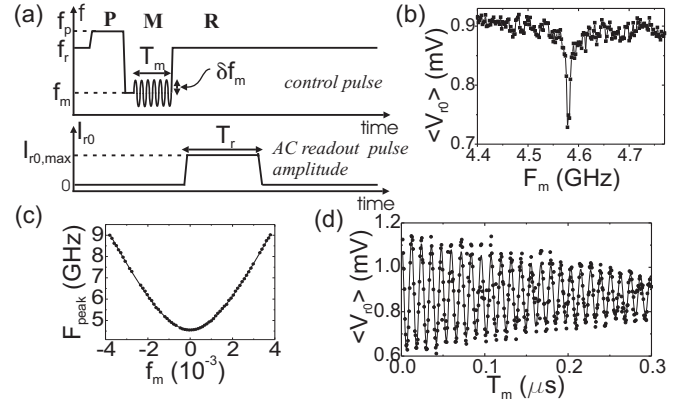 (a)
f
P M R
f_p
f_r
T_m
δf_m
f_m
control pulse
time
I_r0
T_r
I_r0,max
AC readout pulse
amplitude
0
time
(b)
<V_r0> (mV)
0.9
0.8
0.7
4.4 4.5 4.6 4.7
F_m (GHz)
(c)
F_peak (GHz)
9
8
7
6
5
-4 -2 0 2 4
f_m (10^-3)
(d)
<V_r0> (mV)
1.2
1.0
0.8
0.6
0.0 0.1 0.2 0.3
T_m (μs)